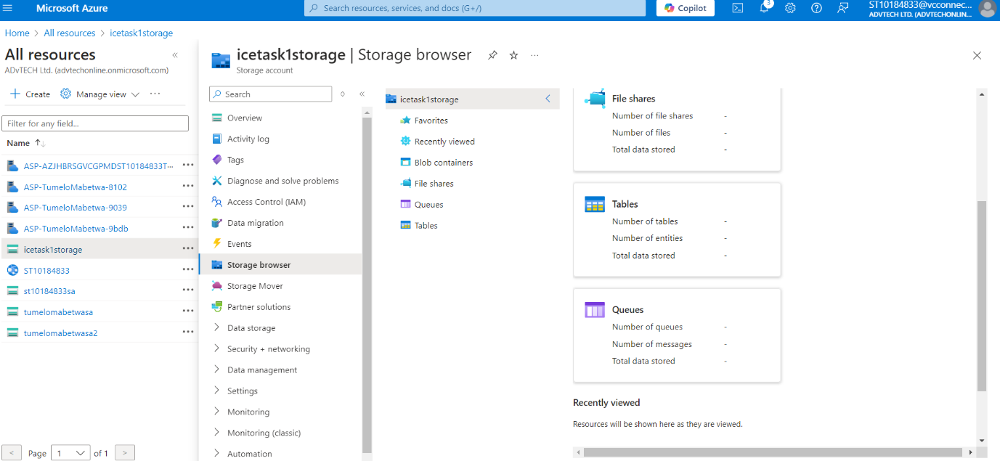 Microsoft Azure
Search resources, services, and docs (G+/)
Copilot
3
ST10184833@vcconnec...
ADVTECH LTD. (ADVTECHONLIN...
Home > All resources > icetask1storage
All resources
ADvTECH Ltd. (advtechonline.onmicrosoft.com)
Create
Manage view
Filter for any field...
Name
ASP-AZJHBRSGVCGPMDST10184833T...
ASP-TumeloMabetwa-8102
ASP-TumeloMabetwa-9039
ASP-TumeloMabetwa-9bdb
icetask1storage
ST10184833
st10184833sa
tumelomabetwasa
tumelomabetwasa2
< Page 1 of 1 >
icetask1storage | Storage browser
Storage account
Search
Overview
Activity log
Tags
Diagnose and solve problems
Access Control (IAM)
Data migration
Events
Storage browser
Storage Mover
Partner solutions
Data storage
Security + networking
Data management
Settings
Monitoring
Monitoring (classic)
Automation
icetask1storage
Favorites
Recently viewed
Blob containers
File shares
Queues
Tables
File shares
Number of file shares -
Number of files -
Total data stored -
Tables
Number of tables -
Number of entities -
Total data stored -
Queues
Number of queues -
Number of messages -
Total data stored -
Recently viewed
Resources will be shown here as they are viewed.